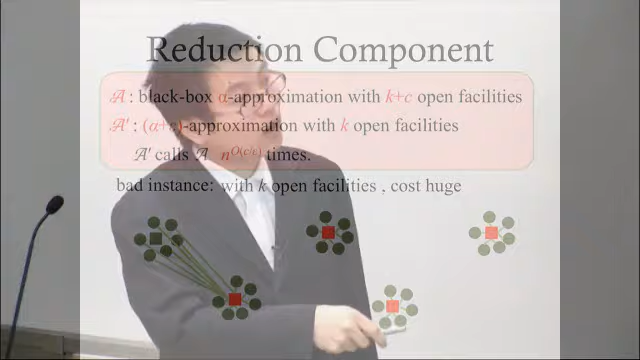 Reduction Component
𝒜 : black-box α-approximation with k+c open facilities
𝒜′ : (α+ε)-approximation with k open facilities
𝒜′ calls 𝒜 n^O(c/ε) times.
bad instance: with k open facilities , cost huge